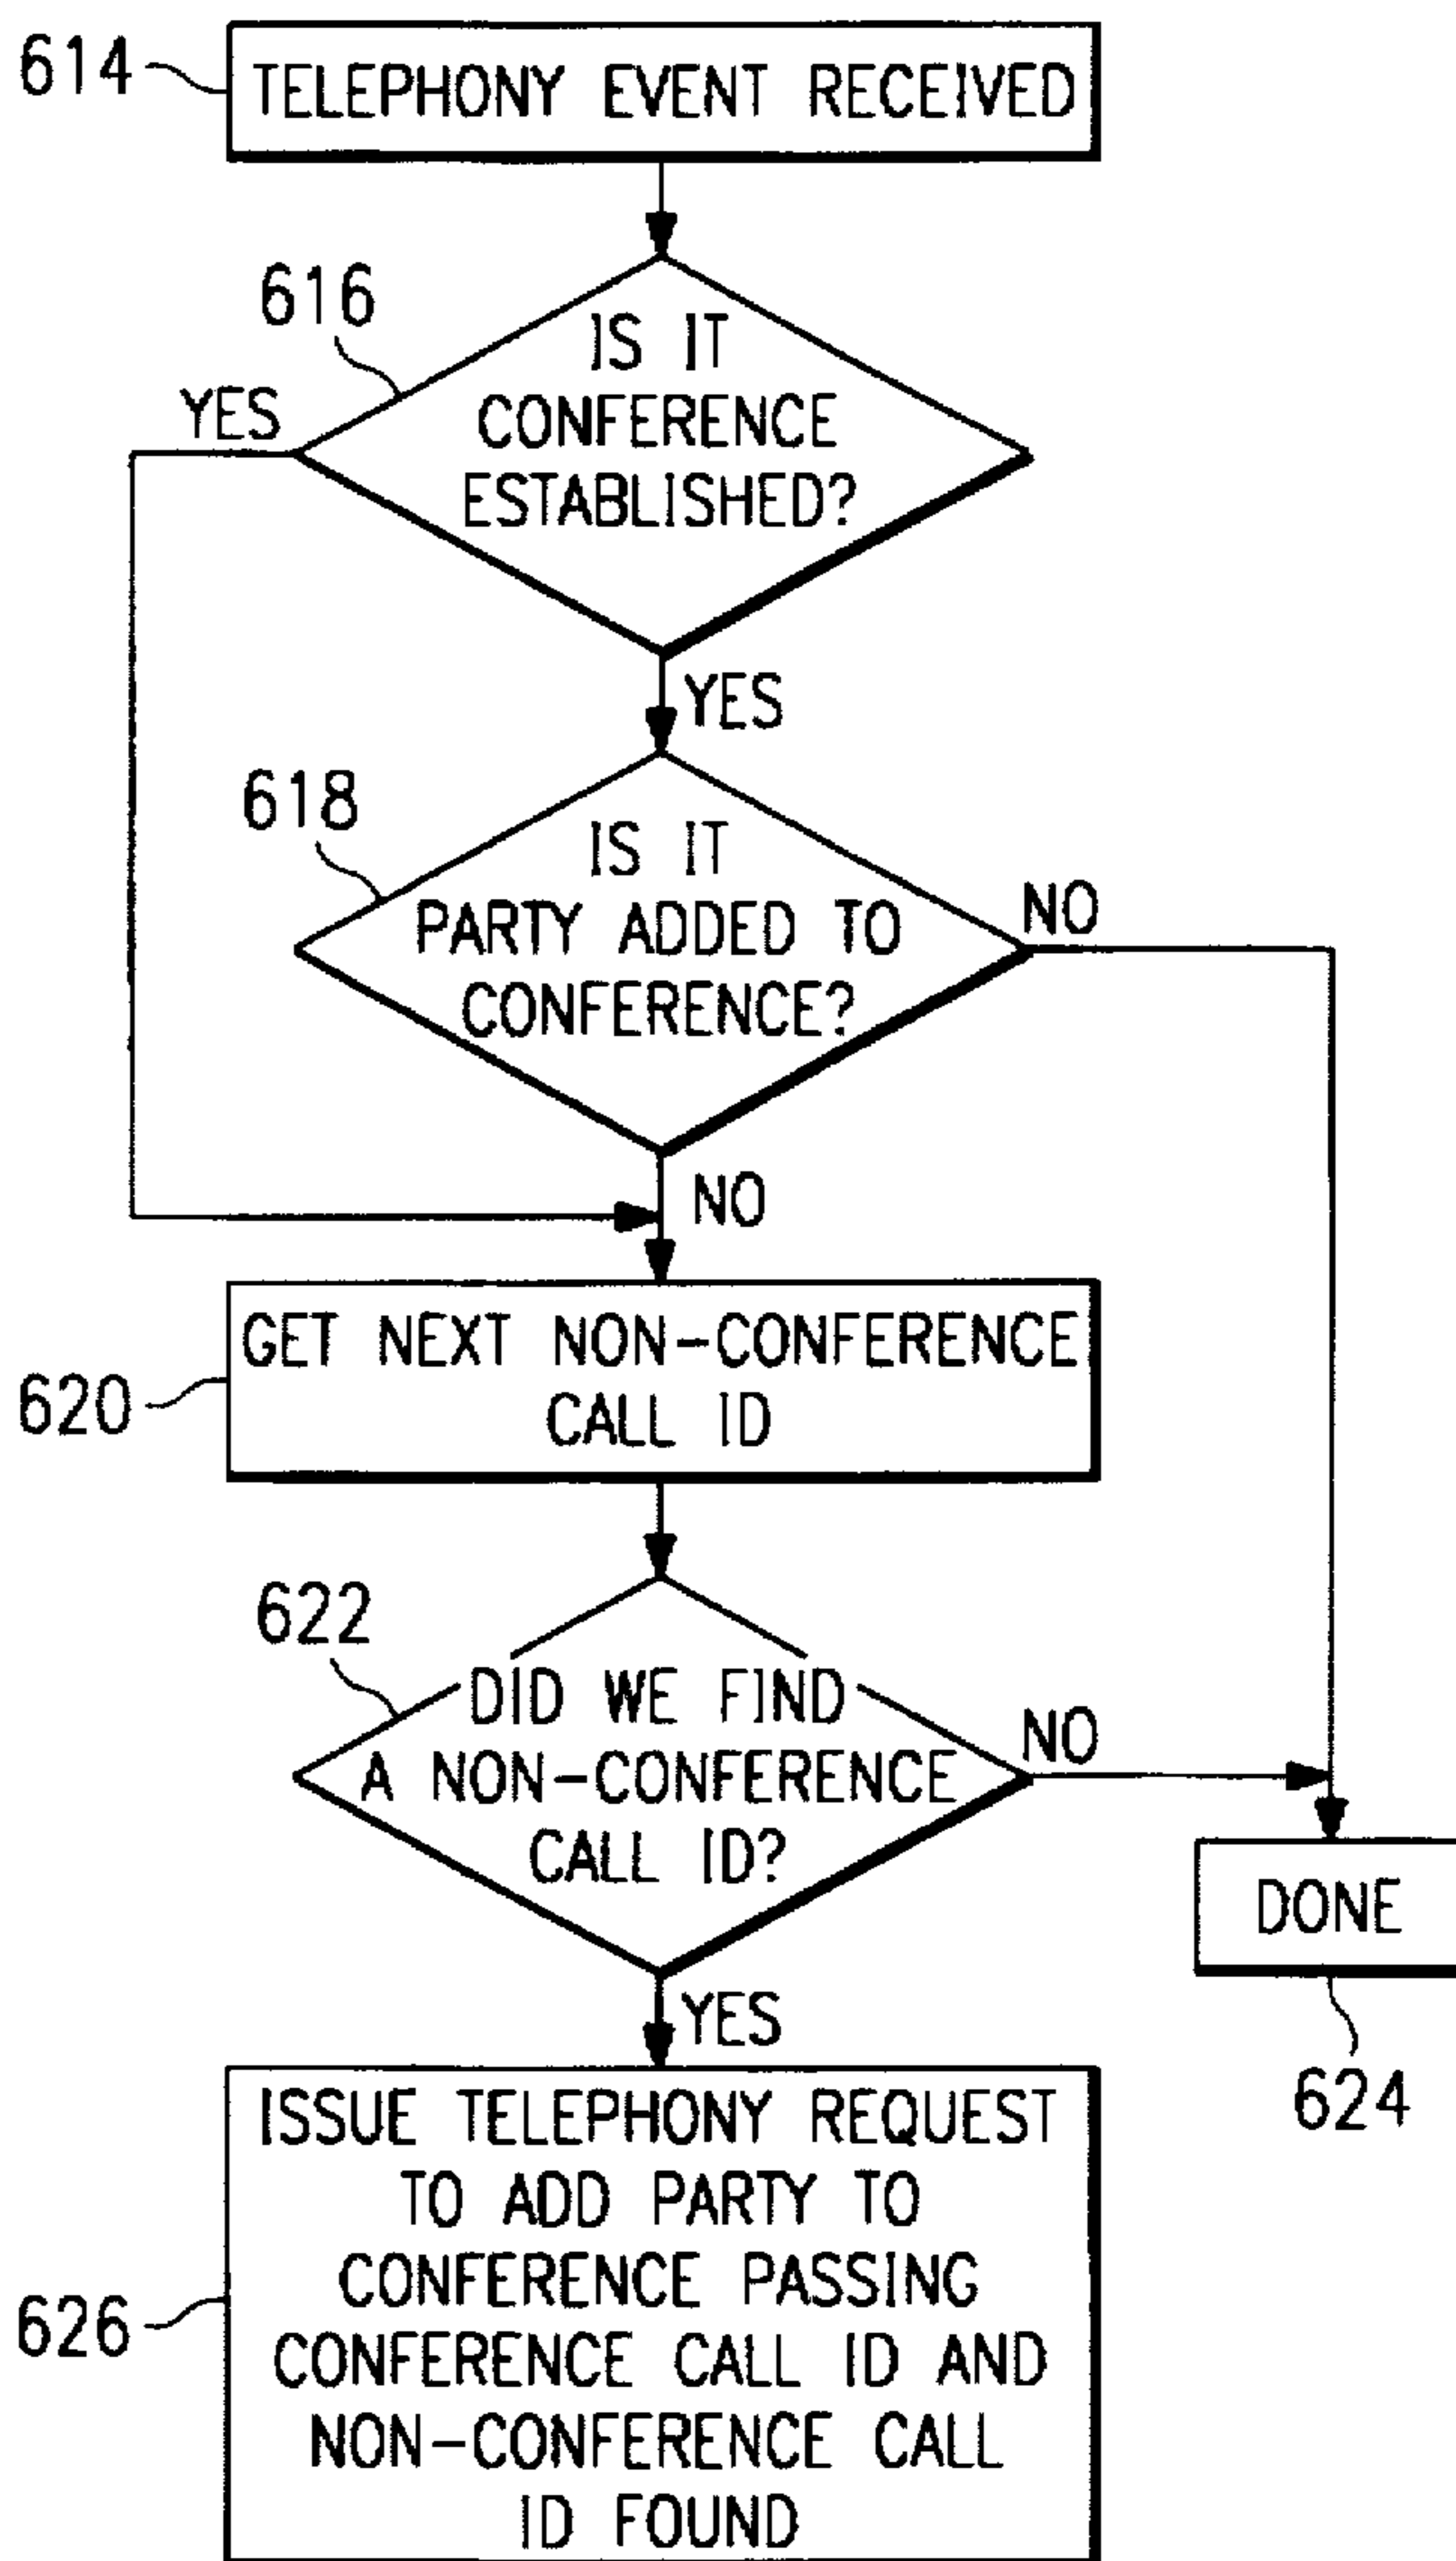 614
TELEPHONY EVENT RECEIVED
616
IS IT
CONFERENCE
ESTABLISHED?
YES
YES
618
IS IT
PARTY ADDED TO
CONFERENCE?
NO
NO
620
GET NEXT NON-CONFERENCE
CALL ID
622
DID WE FIND
A NON-CONFERENCE
CALL ID?
NO
DONE
624
YES
626
ISSUE TELEPHONY REQUEST
TO ADD PARTY TO
CONFERENCE PASSING
CONFERENCE CALL ID AND
NON-CONFERENCE CALL
ID FOUND